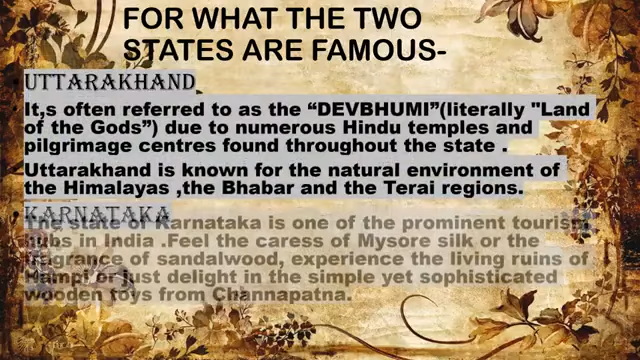 FOR WHAT THE TWO
STATES ARE FAMOUS-
UTTARAKHAND
It,s often referred to as the “DEVBHUMI”(literally "Land
of the Gods”) due to numerous Hindu temples and
pilgrimage centres found throughout the state .
Uttarakhand is known for the natural environment of
the Himalayas ,the Bhabar and the Terai regions.
• KARNATAKA
The state of Karnataka is one of the prominent tourism
hubs in India .Feel the caress of Mysore silk or the
fragrance of sandalwood, experience the living ruins of
Hampi or just delight in the simple yet sophisticated
wooden toys from Channapatna.